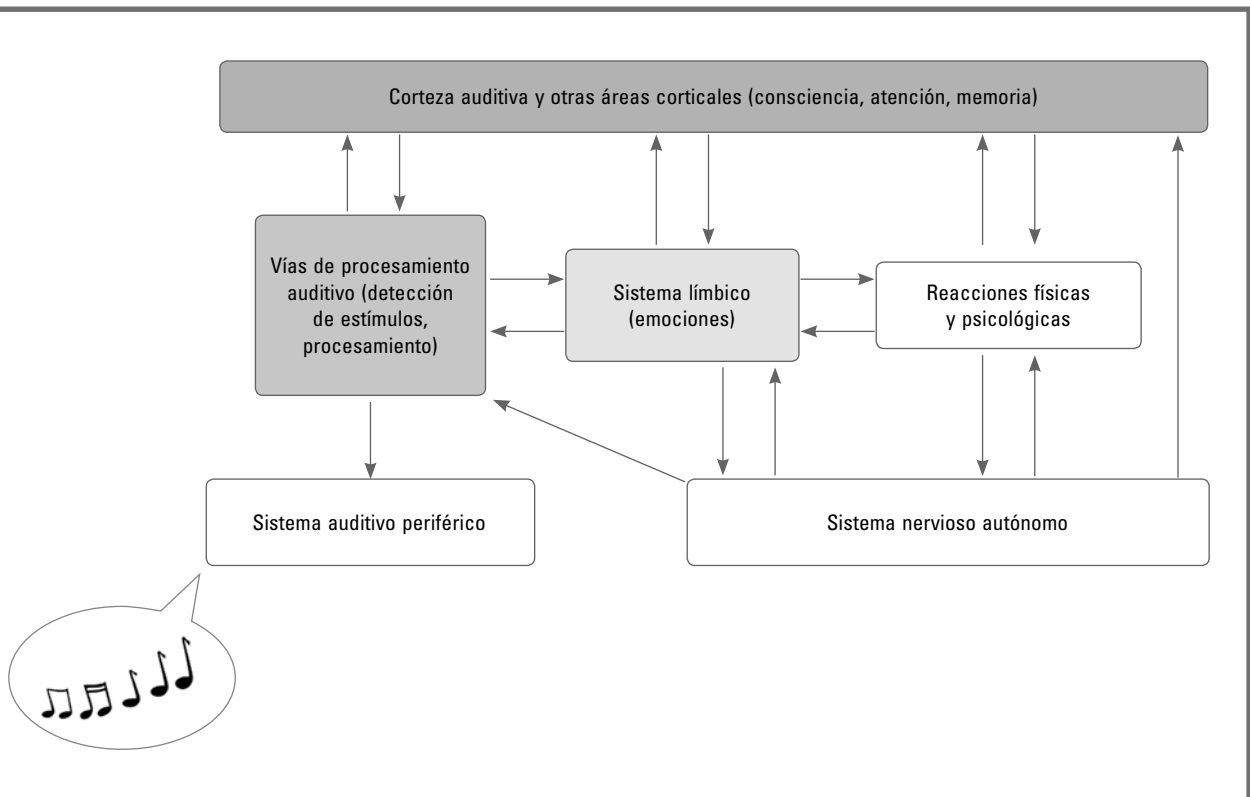 Corteza auditiva y otras áreas corticales (consciencia, atención, memoria)
Vías de procesamiento
auditivo (detección
de estímulos,
procesamiento)
Sistema límbico
(emociones)
Reacciones físicas
y psicológicas
Sistema auditivo periférico
Sistema nervioso autónomo